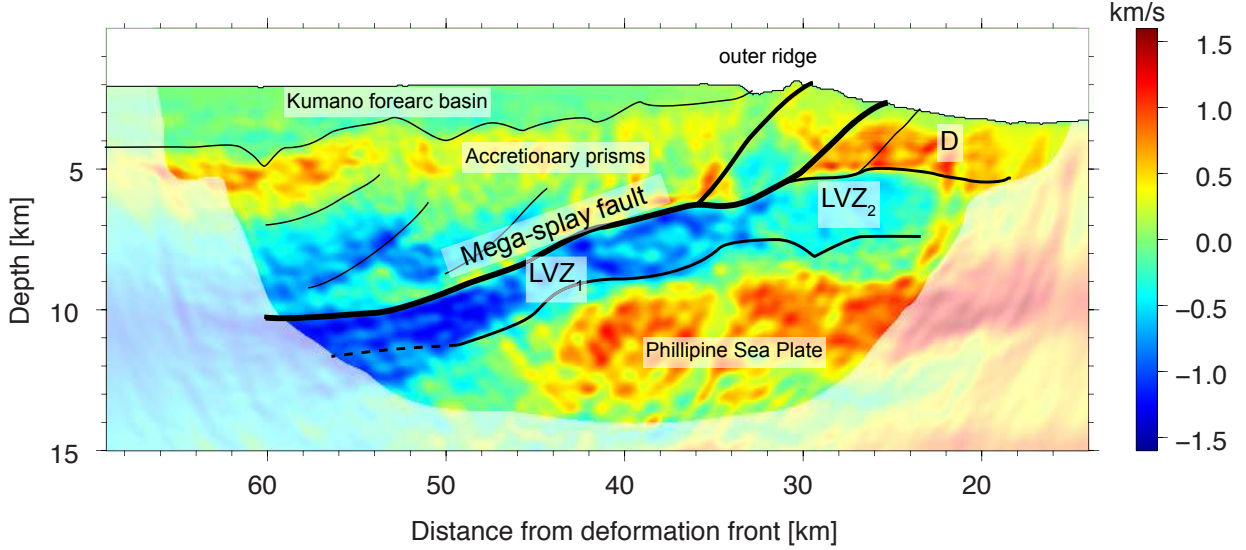 km/s
outer ridge
1.5
Kumano forearc basin
1.0
Accretionary prisms
D
5
0.5
LVZ2
Mega-splay fault
0.0
Depth [km]
LVZ1
−0.5
10
Phillipine Sea Plate
−1.0
15
−1.5
60 50 40 30 20
Distance from deformation front [km]